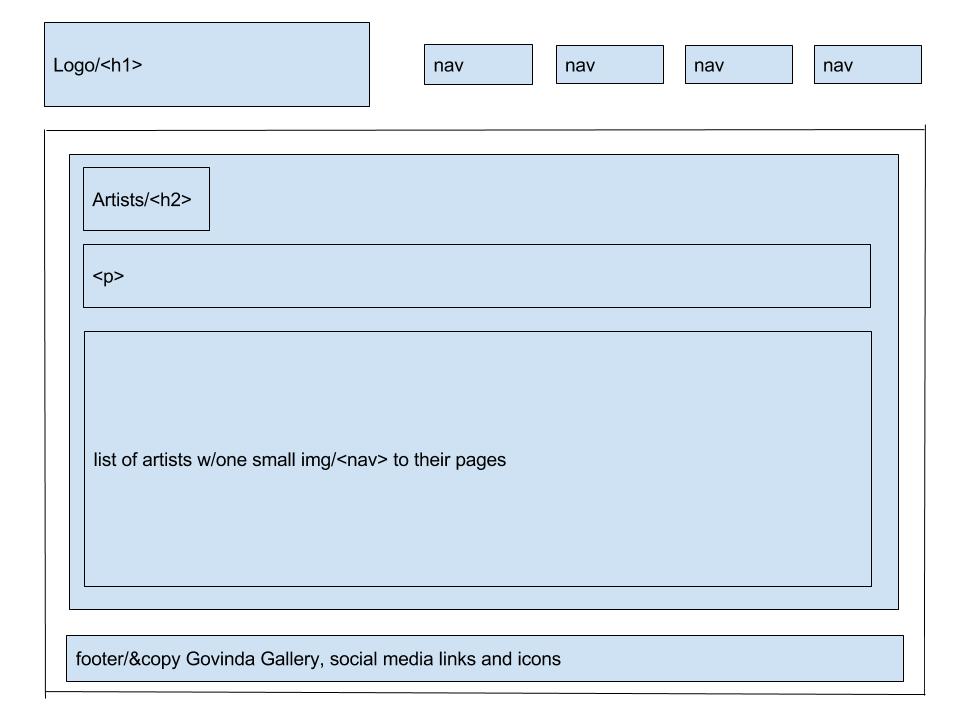 Logo/<h1>
nav
nav
nav
nav
Artists/<h2>
<p>
list of artists w/one small img/<nav> to their pages
footer/&copy Govinda Gallery, social media links and icons